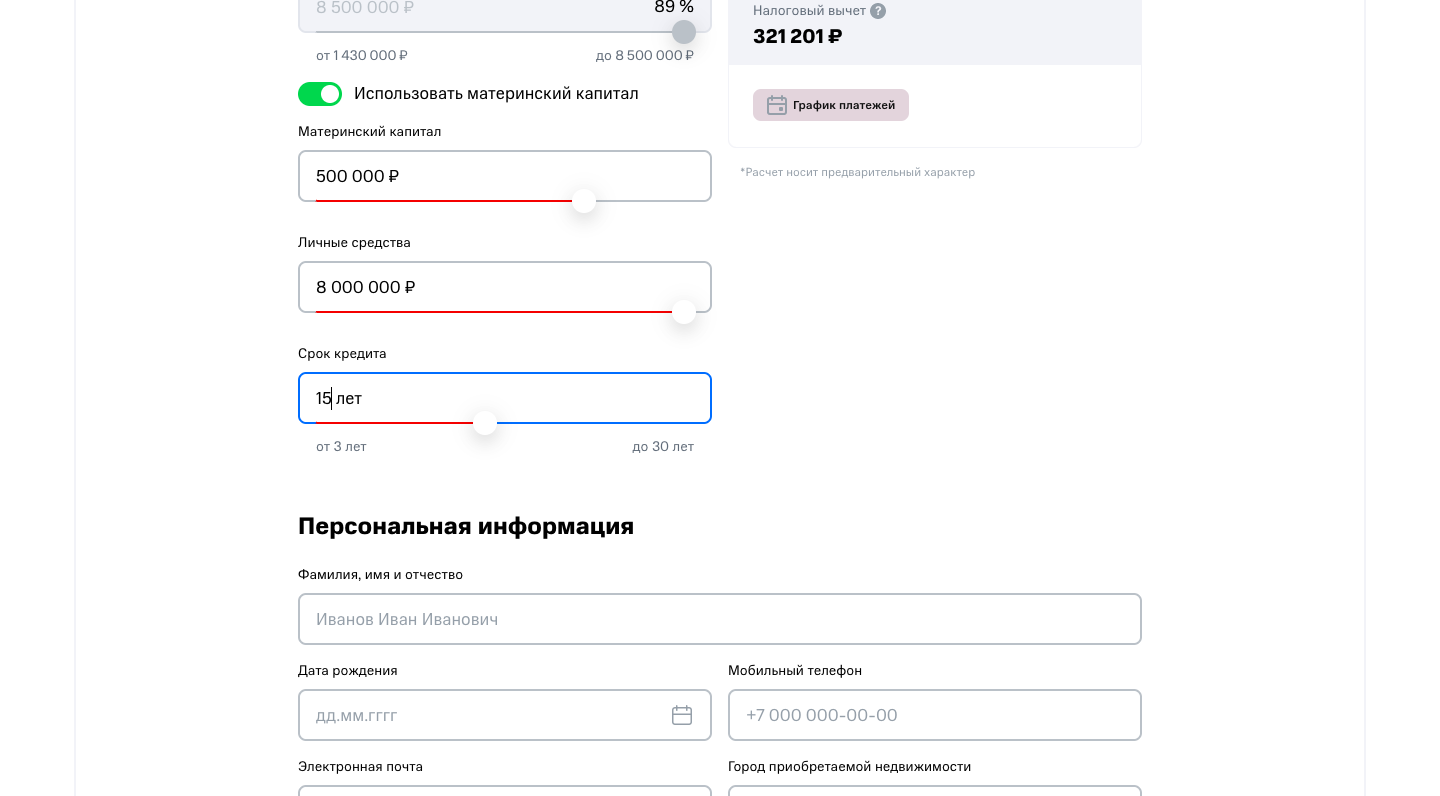 8 500 000 ₽
89 %
от 1 430 000 ₽
до 8 500 000 ₽
Использовать материнский капитал
Материнский капитал
500 000 ₽
Личные средства
8 000 000 ₽
Срок кредита
15 лет
от 3 лет
до 30 лет
Налоговый вычет ?
321 201 ₽
График платежей
*Расчет носит предварительный характер
Персональная информация
Фамилия, имя и отчество
Иванов Иван Иванович
Дата рождения
дд.мм.гггг
Мобильный телефон
+7 000 000-00-00
Электронная почта
Город приобретаемой недвижимости